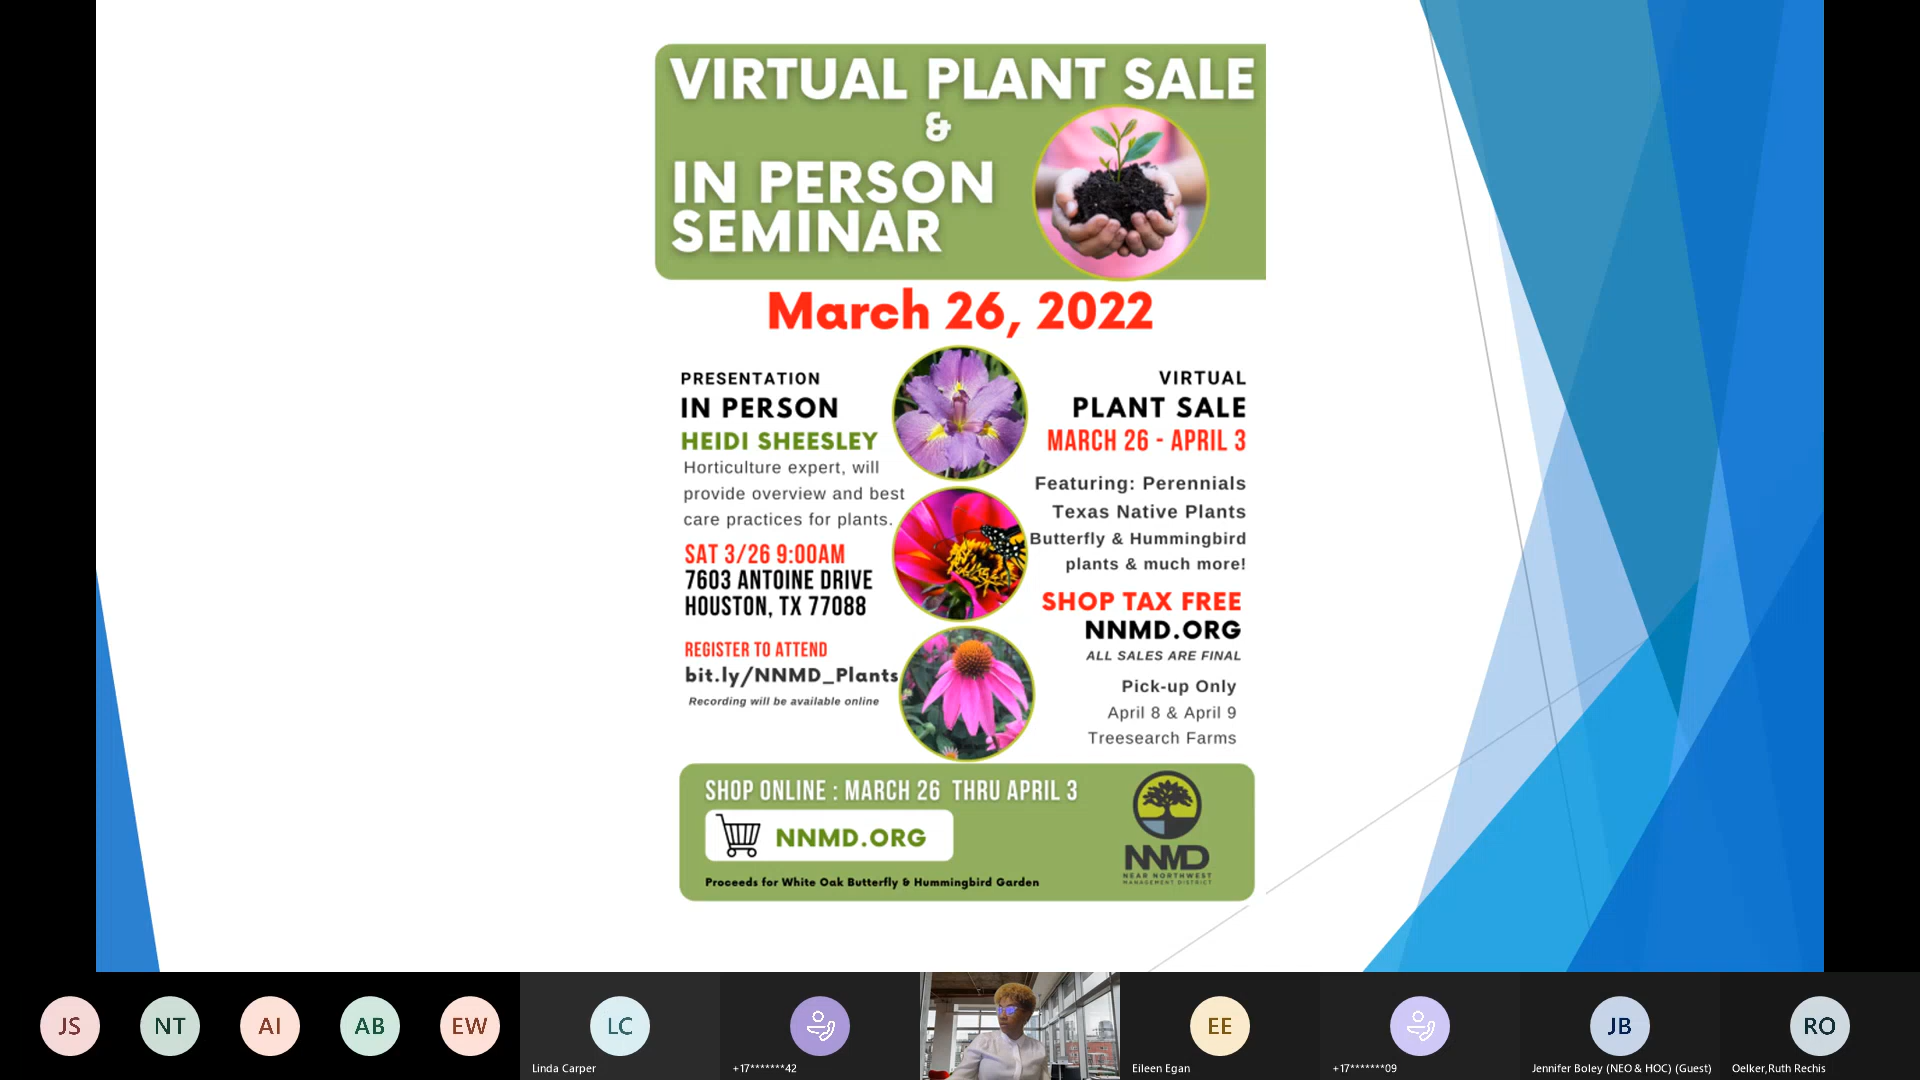 VIRTUAL PLANT SALE
&
IN PERSON
SEMINAR
March 26, 2022
PRESENTATION
IN PERSON
HEIDI SHEESLEY
Horticulture expert, will
provide overview and best
care practices for plants.
SAT 3/26 9:00AM
7603 ANTOINE DRIVE
HOUSTON, TX 77088
REGISTER TO ATTEND
bit.ly/NNMD_Plants
Recording will be available online
VIRTUAL
PLANT SALE
MARCH 26 - APRIL 3
Featuring: Perennials
Texas Native Plants
Butterfly & Hummingbird
plants & much more!
SHOP TAX FREE
NNMD.ORG
ALL SALES ARE FINAL
Pick-up Only
April 8 & April 9
Treesearch Farms
SHOP ONLINE : MARCH 26 THRU APRIL 3
NNMD.ORG
Proceeds for White Oak Butterfly & Hummingbird Garden
NNMD
NEAR NORTHWEST
MANAGEMENT DISTRICT
JS
NT
AI
AB
EW
LC
Linda Carper
+17*******42
EE
Eileen Egan
+17*******09
JB
Jennifer Boley (NEO & HOC) (Guest)
RO
Oelker,Ruth Rechis